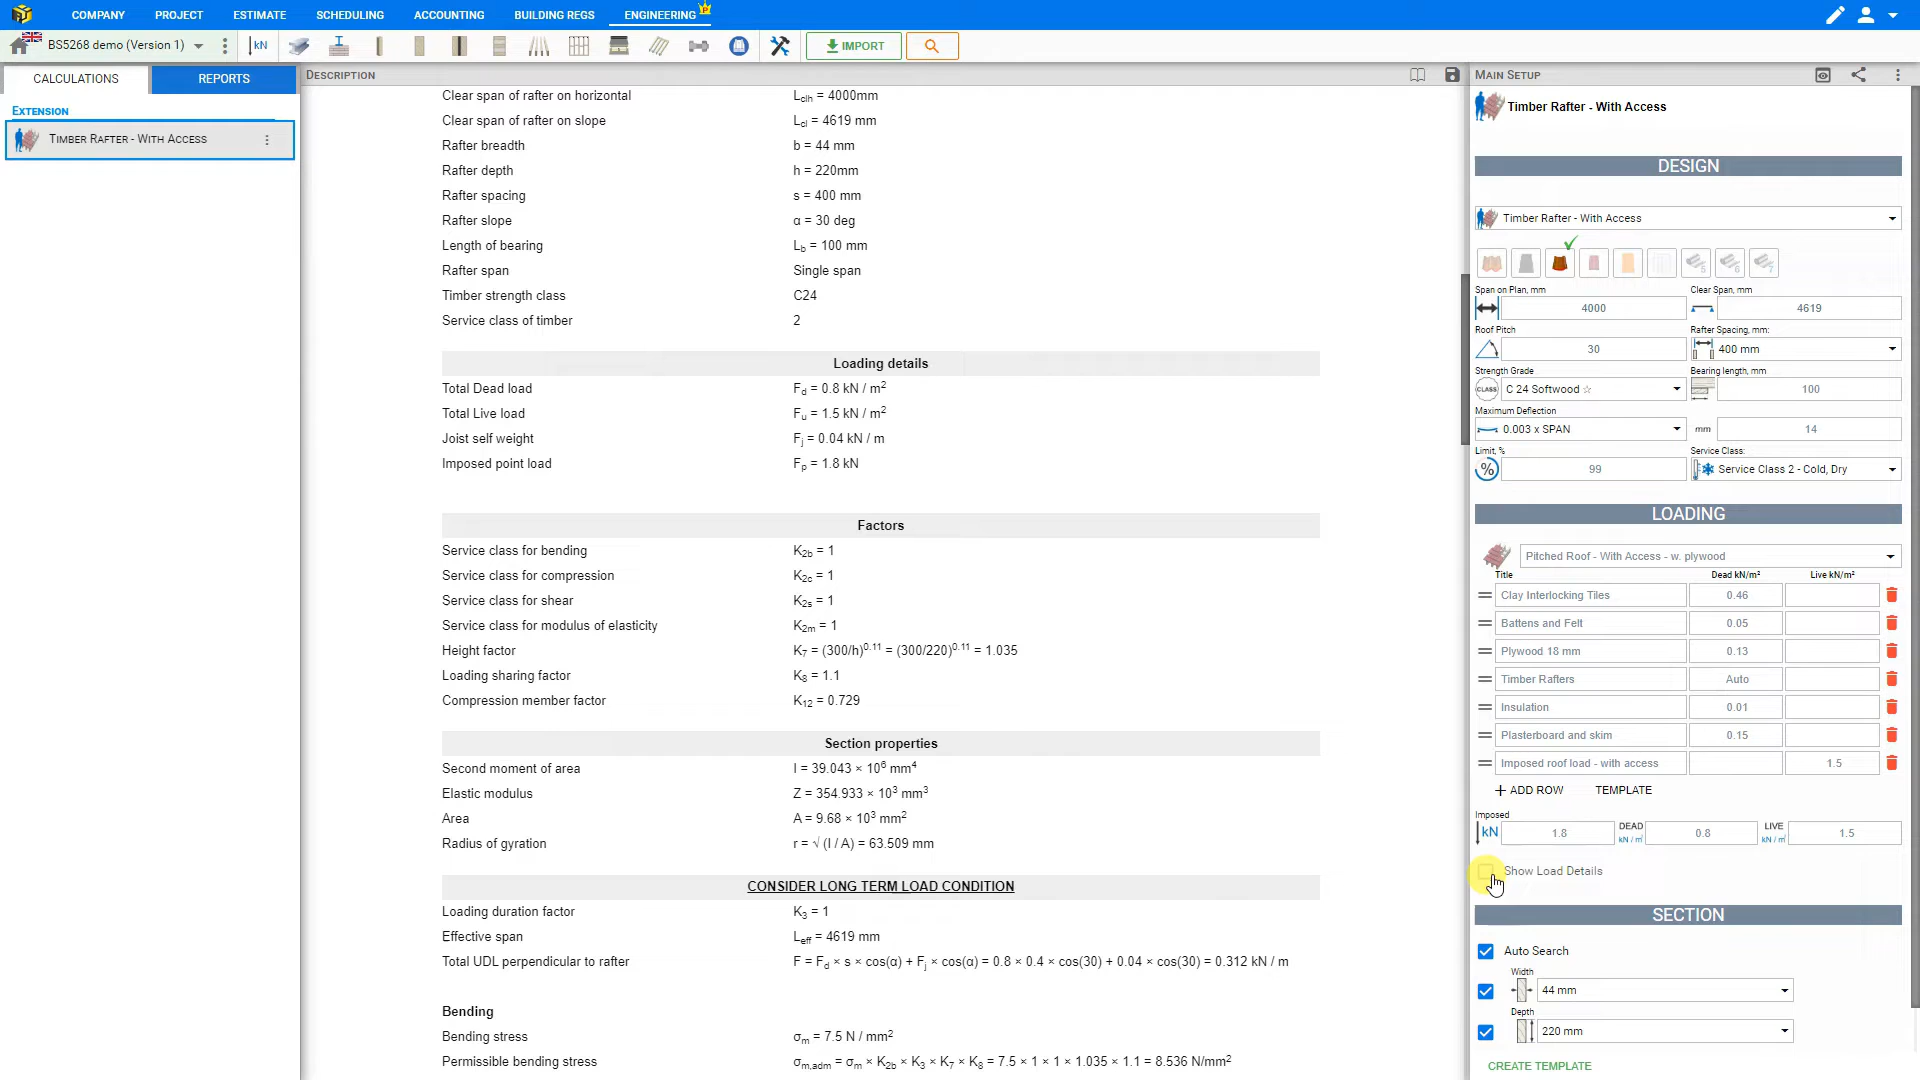 COMPANY PROJECT ESTIMATE SCHEDULING ACCOUNTING BUILDING REGS ENGINEERING
BS5268 demo (Version 1) kN IMPORT
CALCULATIONS REPORTS
EXTENSION
TIMBER RAFTER - WITH ACCESS
DESCRIPTION
Clear span of rafter on horizontal Lclh = 4000mm
Clear span of rafter on slope Lcl = 4619 mm
Rafter breadth b = 44 mm
Rafter depth h = 220mm
Rafter spacing s = 400 mm
Rafter slope α = 30 deg
Length of bearing Lb = 100 mm
Rafter span Single span
Timber strength class C24
Service class of timber 2
Loading details
Total Dead load Fd = 0.8 kN / m²
Total Live load Fu = 1.5 kN / m²
Joist self weight Fj = 0.04 kN / m
Imposed point load Fp = 1.8 kN
Factors
Service class for bending K2b = 1
Service class for compression K2c = 1
Service class for shear K2s = 1
Service class for modulus of elasticity K2m = 1
Height factor K7 = (300/h)^0.11 = (300/220)^0.11 = 1.035
Loading sharing factor K8 = 1.1
Compression member factor K12 = 0.729
Section properties
Second moment of area I = 39.043 × 10⁶ mm⁴
Elastic modulus Z = 354.933 × 10³ mm³
Area A = 9.68 × 10³ mm²
Radius of gyration r = √ (I / A) = 63.509 mm
CONSIDER LONG TERM LOAD CONDITION
Loading duration factor K3 = 1
Effective span Leff = 4619 mm
Total UDL perpendicular to rafter F = Fd × s × cos(α) + Fj × cos(α) = 0.8 × 0.4 × cos(30) + 0.04 × cos(30) = 0.312 kN / m
Bending
Bending stress σm = 7.5 N / mm²
Permissible bending stress σm,adm = σm × K2b × K3 × K7 × K8 = 7.5 × 1 × 1 × 1.035 × 1.1 = 8.536 N/mm²
MAIN SETUP
Timber Rafter - With Access
DESIGN
Timber Rafter - With Access
5 6 7
Span on Plan, mm Clear Span, mm
4000 4619
Roof Pitch Rafter Spacing, mm:
30 400 mm
Strength Grade Bearing length, mm
CLASS C 24 Softwood ☆ 100
Maximum Deflection
0.003 x SPAN mm 14
Limit, % Service Class:
% 99 Service Class 2 - Cold, Dry
LOADING
Pitched Roof - With Access - w. plywood
Title Dead kN/m² Live kN/m²
Clay Interlocking Tiles 0.46
Battens and Felt 0.05
Plywood 18 mm 0.13
Timber Rafters Auto
Insulation 0.01
Plasterboard and skim 0.15
Imposed roof load - with access 1.5
+ ADD ROW TEMPLATE
Imposed
kN 1.8 DEAD kN / m² 0.8 LIVE kN / m² 1.5
Show Load Details
SECTION
Auto Search
Width
44 mm
Depth
220 mm
CREATE TEMPLATE